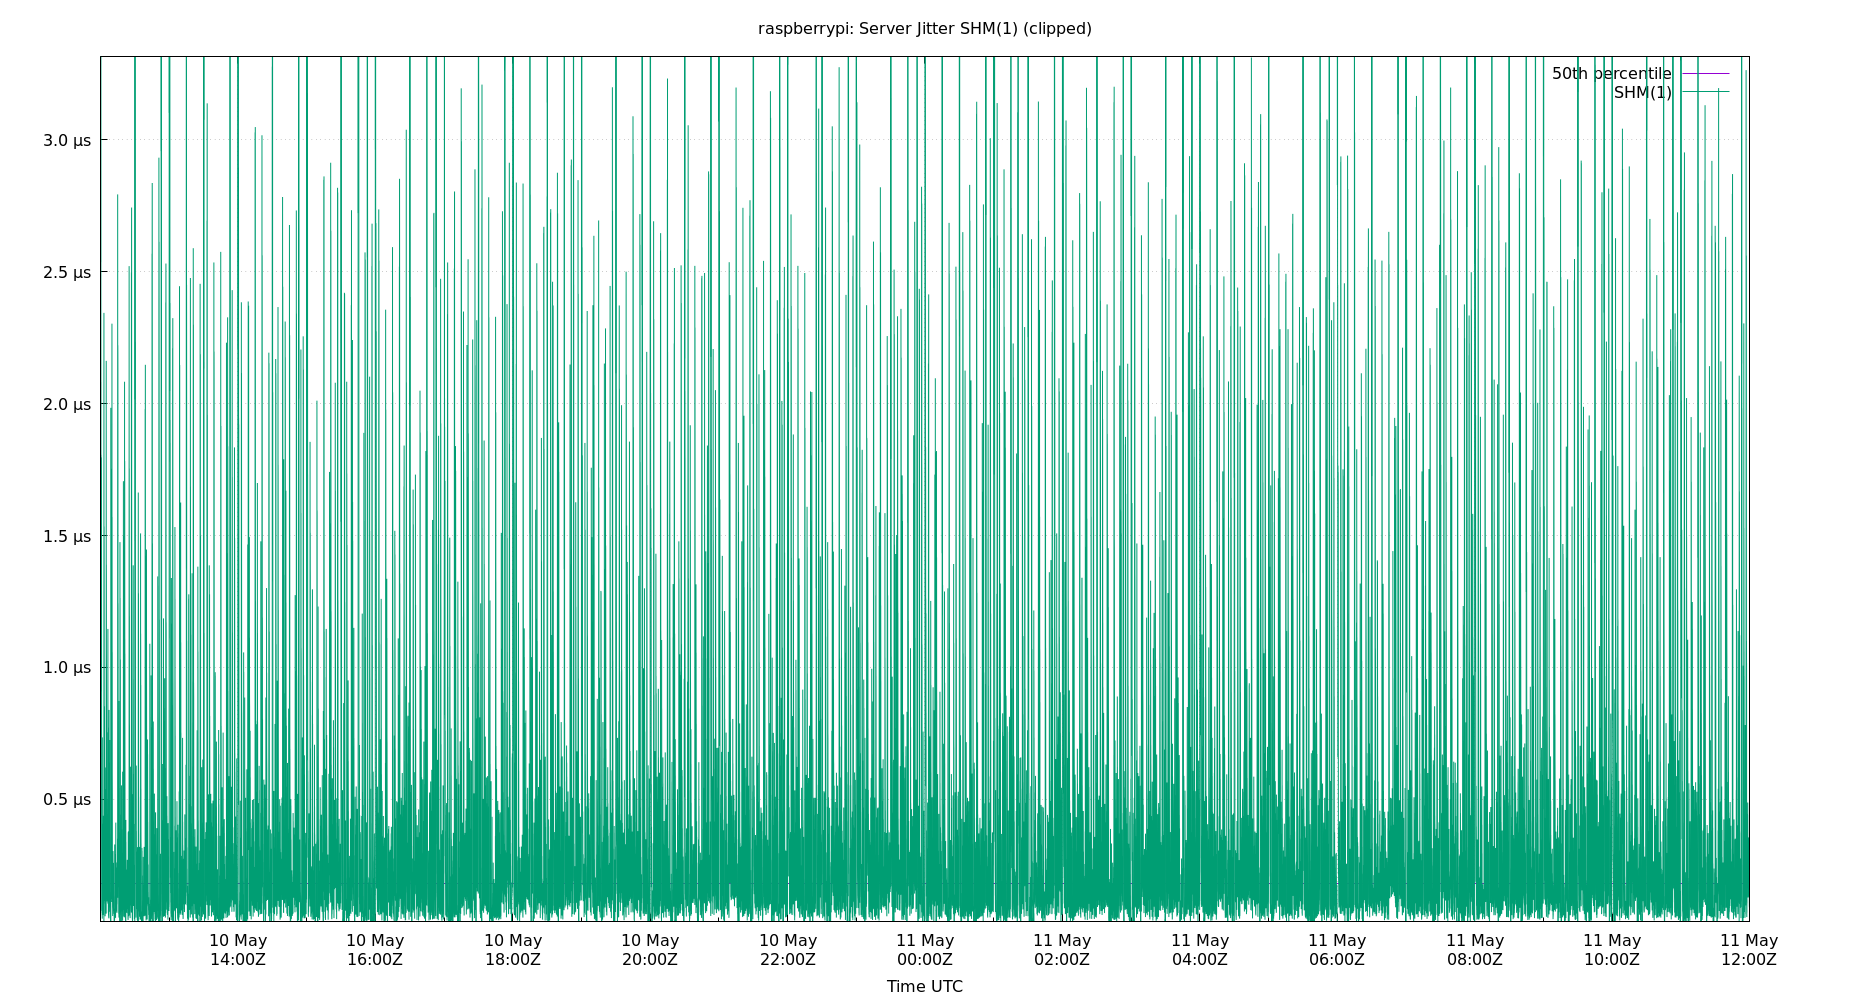 raspberrypi: Server Jitter SHM(1) (clipped)
50th percentile
SHM(1)
3.0 µs
2.5 µs
2.0 µs
1.5 µs
1.0 µs
0.5 µs
10 May 10 May 10 May 10 May 10 May 11 May 11 May 11 May 11 May 11 May 11 May 11 May
14:00Z 16:00Z 18:00Z 20:00Z 22:00Z 00:00Z 02:00Z 04:00Z 06:00Z 08:00Z 10:00Z 12:00Z
Time UTC